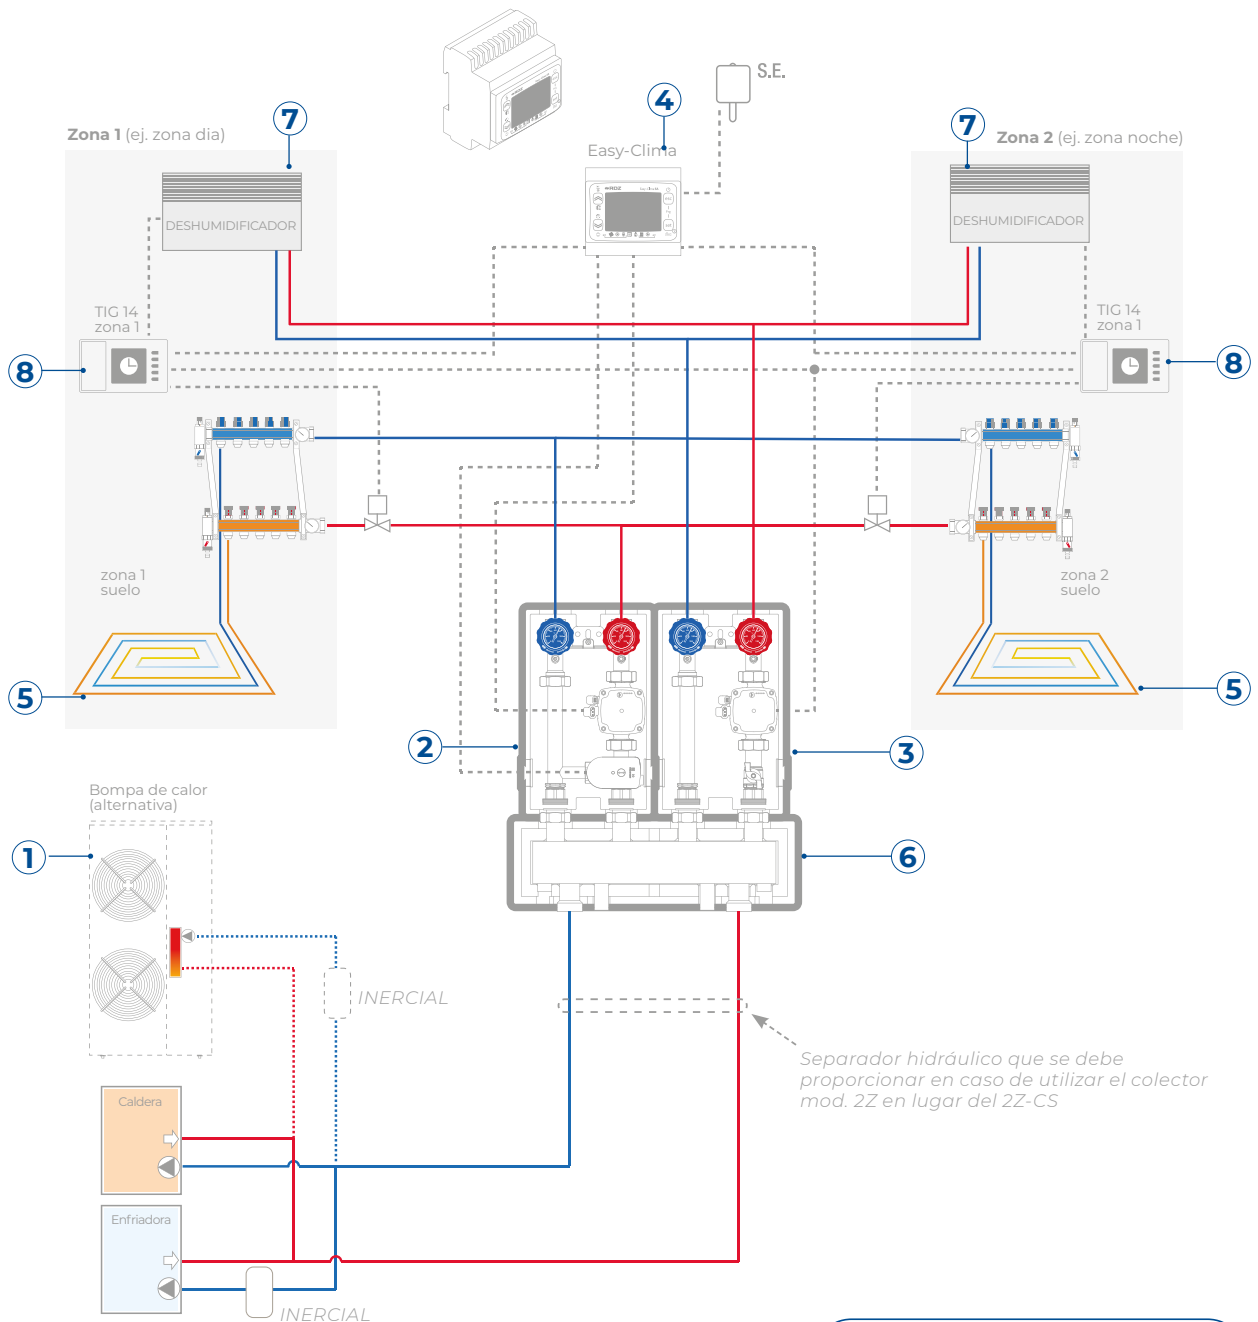 S.E.
4
7
7
Zona 1 (ej. zona dia)
Zona 2 (ej. zona noche)
Easy-Clima
RDZ
DESHUMIDIFICADOR
DESHUMIDIFICADOR
TIG 14
zona 1
TIG 14
zona 1
8
8
zona 1
suelo
zona 2
suelo
5
5
2
3
Bompa de calor
(alternativa)
1
6
INERCIAL
Separador hidráulico que se debe
proporcionar en caso de utilizar el colector
mod. 2Z en lugar del 2Z-CS
Caldera
Enfriadora
INERCIAL